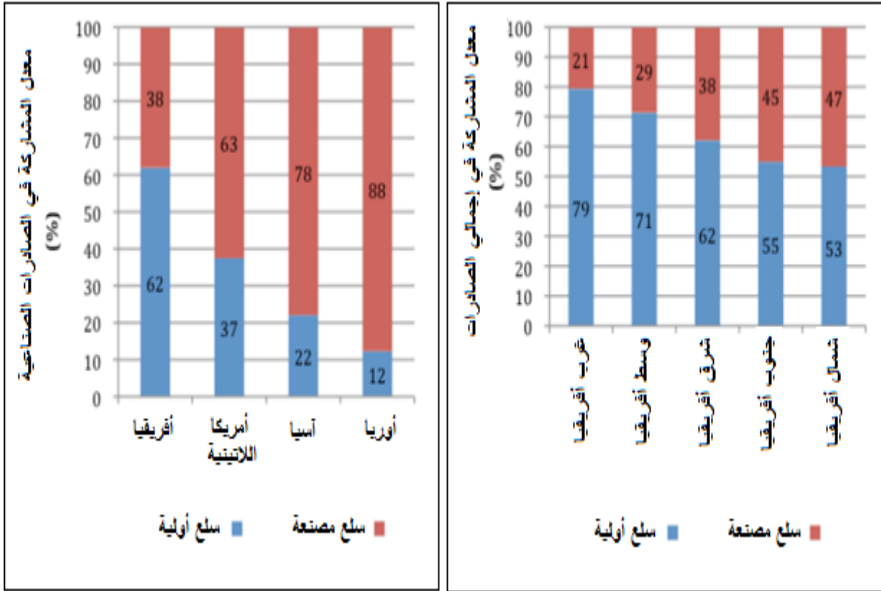 معدل المشاركة في الصادرات الصناعية
(%)
100
90
80
70
60
50
40
30
20
10
0
38
62
63
37
78
22
88
12
أفريقيا
أمريكا
اللاتينية
آسيا
أوربا
سلع أولية
سلع مصنعة
معدل المشاركة في إجمالي الصادرات
(%)
100
90
80
70
60
50
40
30
20
10
0
21
79
29
71
38
62
45
55
47
53
غرب أفريقيا
وسط أفريقيا
شرق أفريقيا
جنوب أفريقيا
شمال أفريقيا
سلع أولية
سلع مصنعة